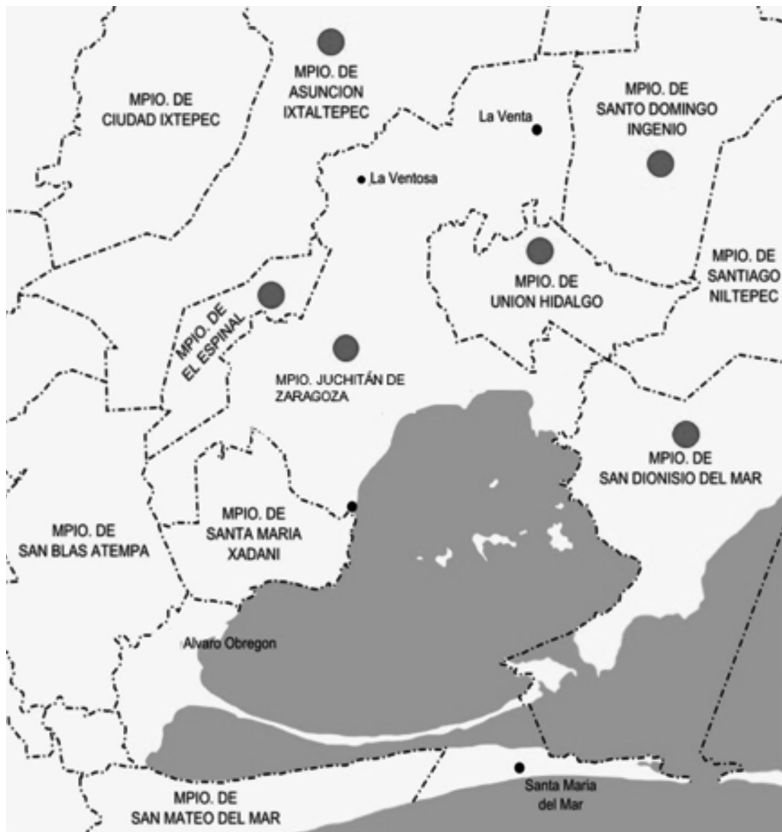 MPIO. DE
CIUDAD IXTEPEC
MPIO. DE
ASUNCION
IXTALTEPEC
La Venta
MPIO. DE
SANTO DOMINGO
INGENIO
La Ventosa
MPIO. DE
UNION HIDALGO
MPIO. DE
SANTIAGO
NILTEPEC
MPIO. DE
EL ESPINAL
MPIO. JUCHITÁN DE
ZARAGOZA
MPIO. DE
SAN DIONISIO DEL MAR
MPIO. DE
SAN BLAS ATEMPA
MPIO. DE
SANTA MARIA
XADANI
Alvaro Obregon
MPIO. DE
SAN MATEO DEL MAR
Santa Maria
del Mar